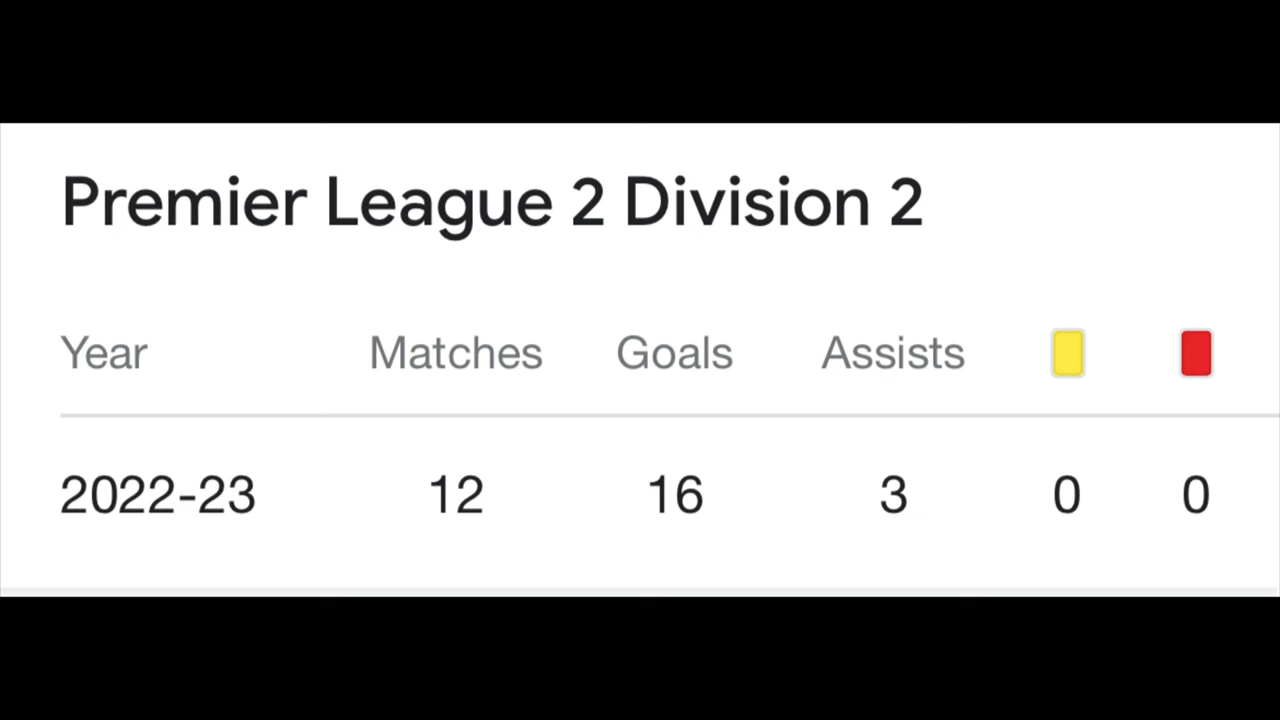 Premier League 2 Division 2
Year Matches Goals Assists
2022-23 12 16 3 0 0